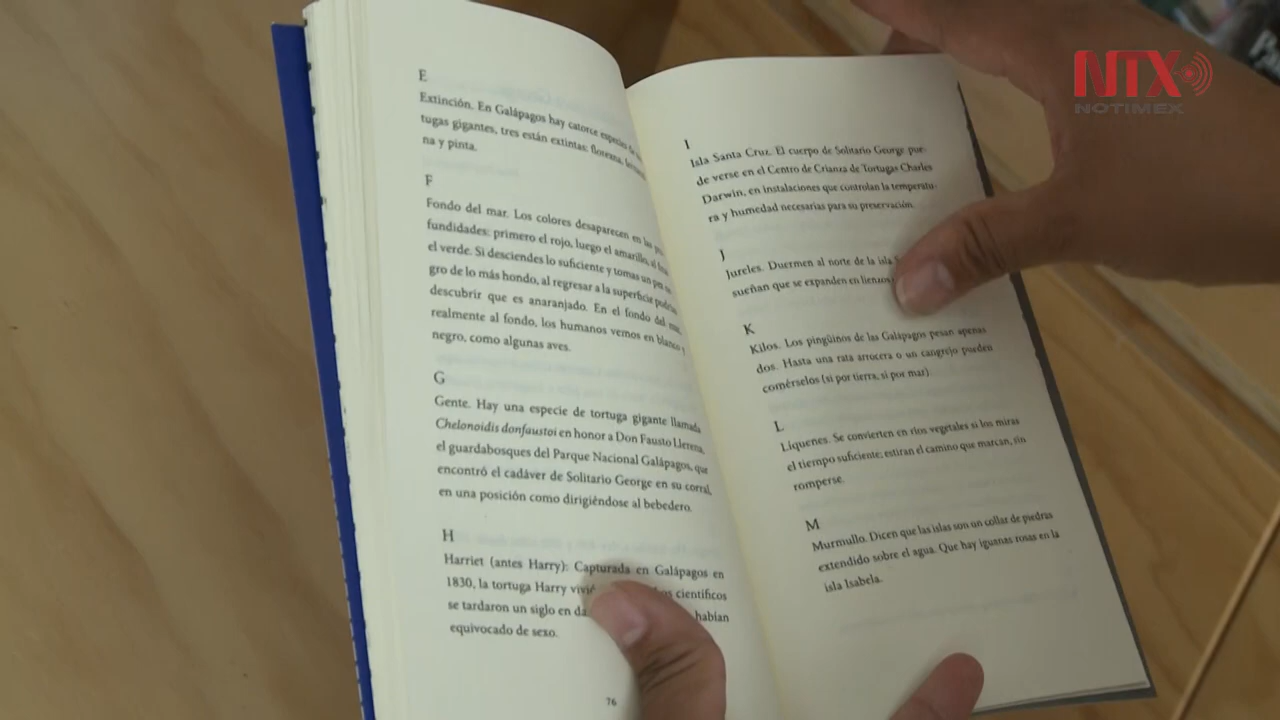 E
Extinción. En Galápagos hay catorce especies de
tugas gigantes, tres están extintas: floreana,
na y pinta.
F
Fondo del mar. Los colores desaparecen en las
fundidades: primero el rojo, luego el amarillo, al
el verde. Si desciendes lo suficiente y tomas un pez
gro de lo más hondo, al regresar a la superficie
descubrir que es anaranjado. En el fondo del mar,
realmente al fondo, los humanos vemos en blanco y
negro, como algunas aves.
G
Gente. Hay una especie de tortuga gigante llamada
Chelonoidis donfaustoi en honor a Don Fausto Llerena,
el guardabosques del Parque Nacional Galápagos, que
encontró el cadáver de Solitario George en su corral,
en una posición como dirigiéndose al bebedero.
H
Harriet (antes Harry): Capturada en Galápagos en
1830, la tortuga Harry vivió científicos
se tardaron un siglo en habían
equivocado de sexo.
76
I
Isla Santa Cruz. El cuerpo de Solitario George pue-
de verse en el Centro de Crianza de Tortugas Charles
Darwin, en instalaciones que controlan la temperatu-
ra y humedad necesarias para su preservación.
J
Jureles. Duermen al norte de la isla
sueñan que se expanden en lienzos
K
Kilos. Los pingüinos de las Galápagos pesan apenas
dos. Hasta una rata arrocera o un cangrejo pueden
comérselos (si por tierra, si por mar).
L
Líquenes. Se convierten en ríos vegetales si los miras
el tiempo suficiente; estiran el camino que marcan, sin
romperse.
M
Murmullo. Dicen que las islas son un collar de piedras
extendido sobre el agua. Que hay iguanas rosas en la
isla Isabela.
NTX
NOTIMEX